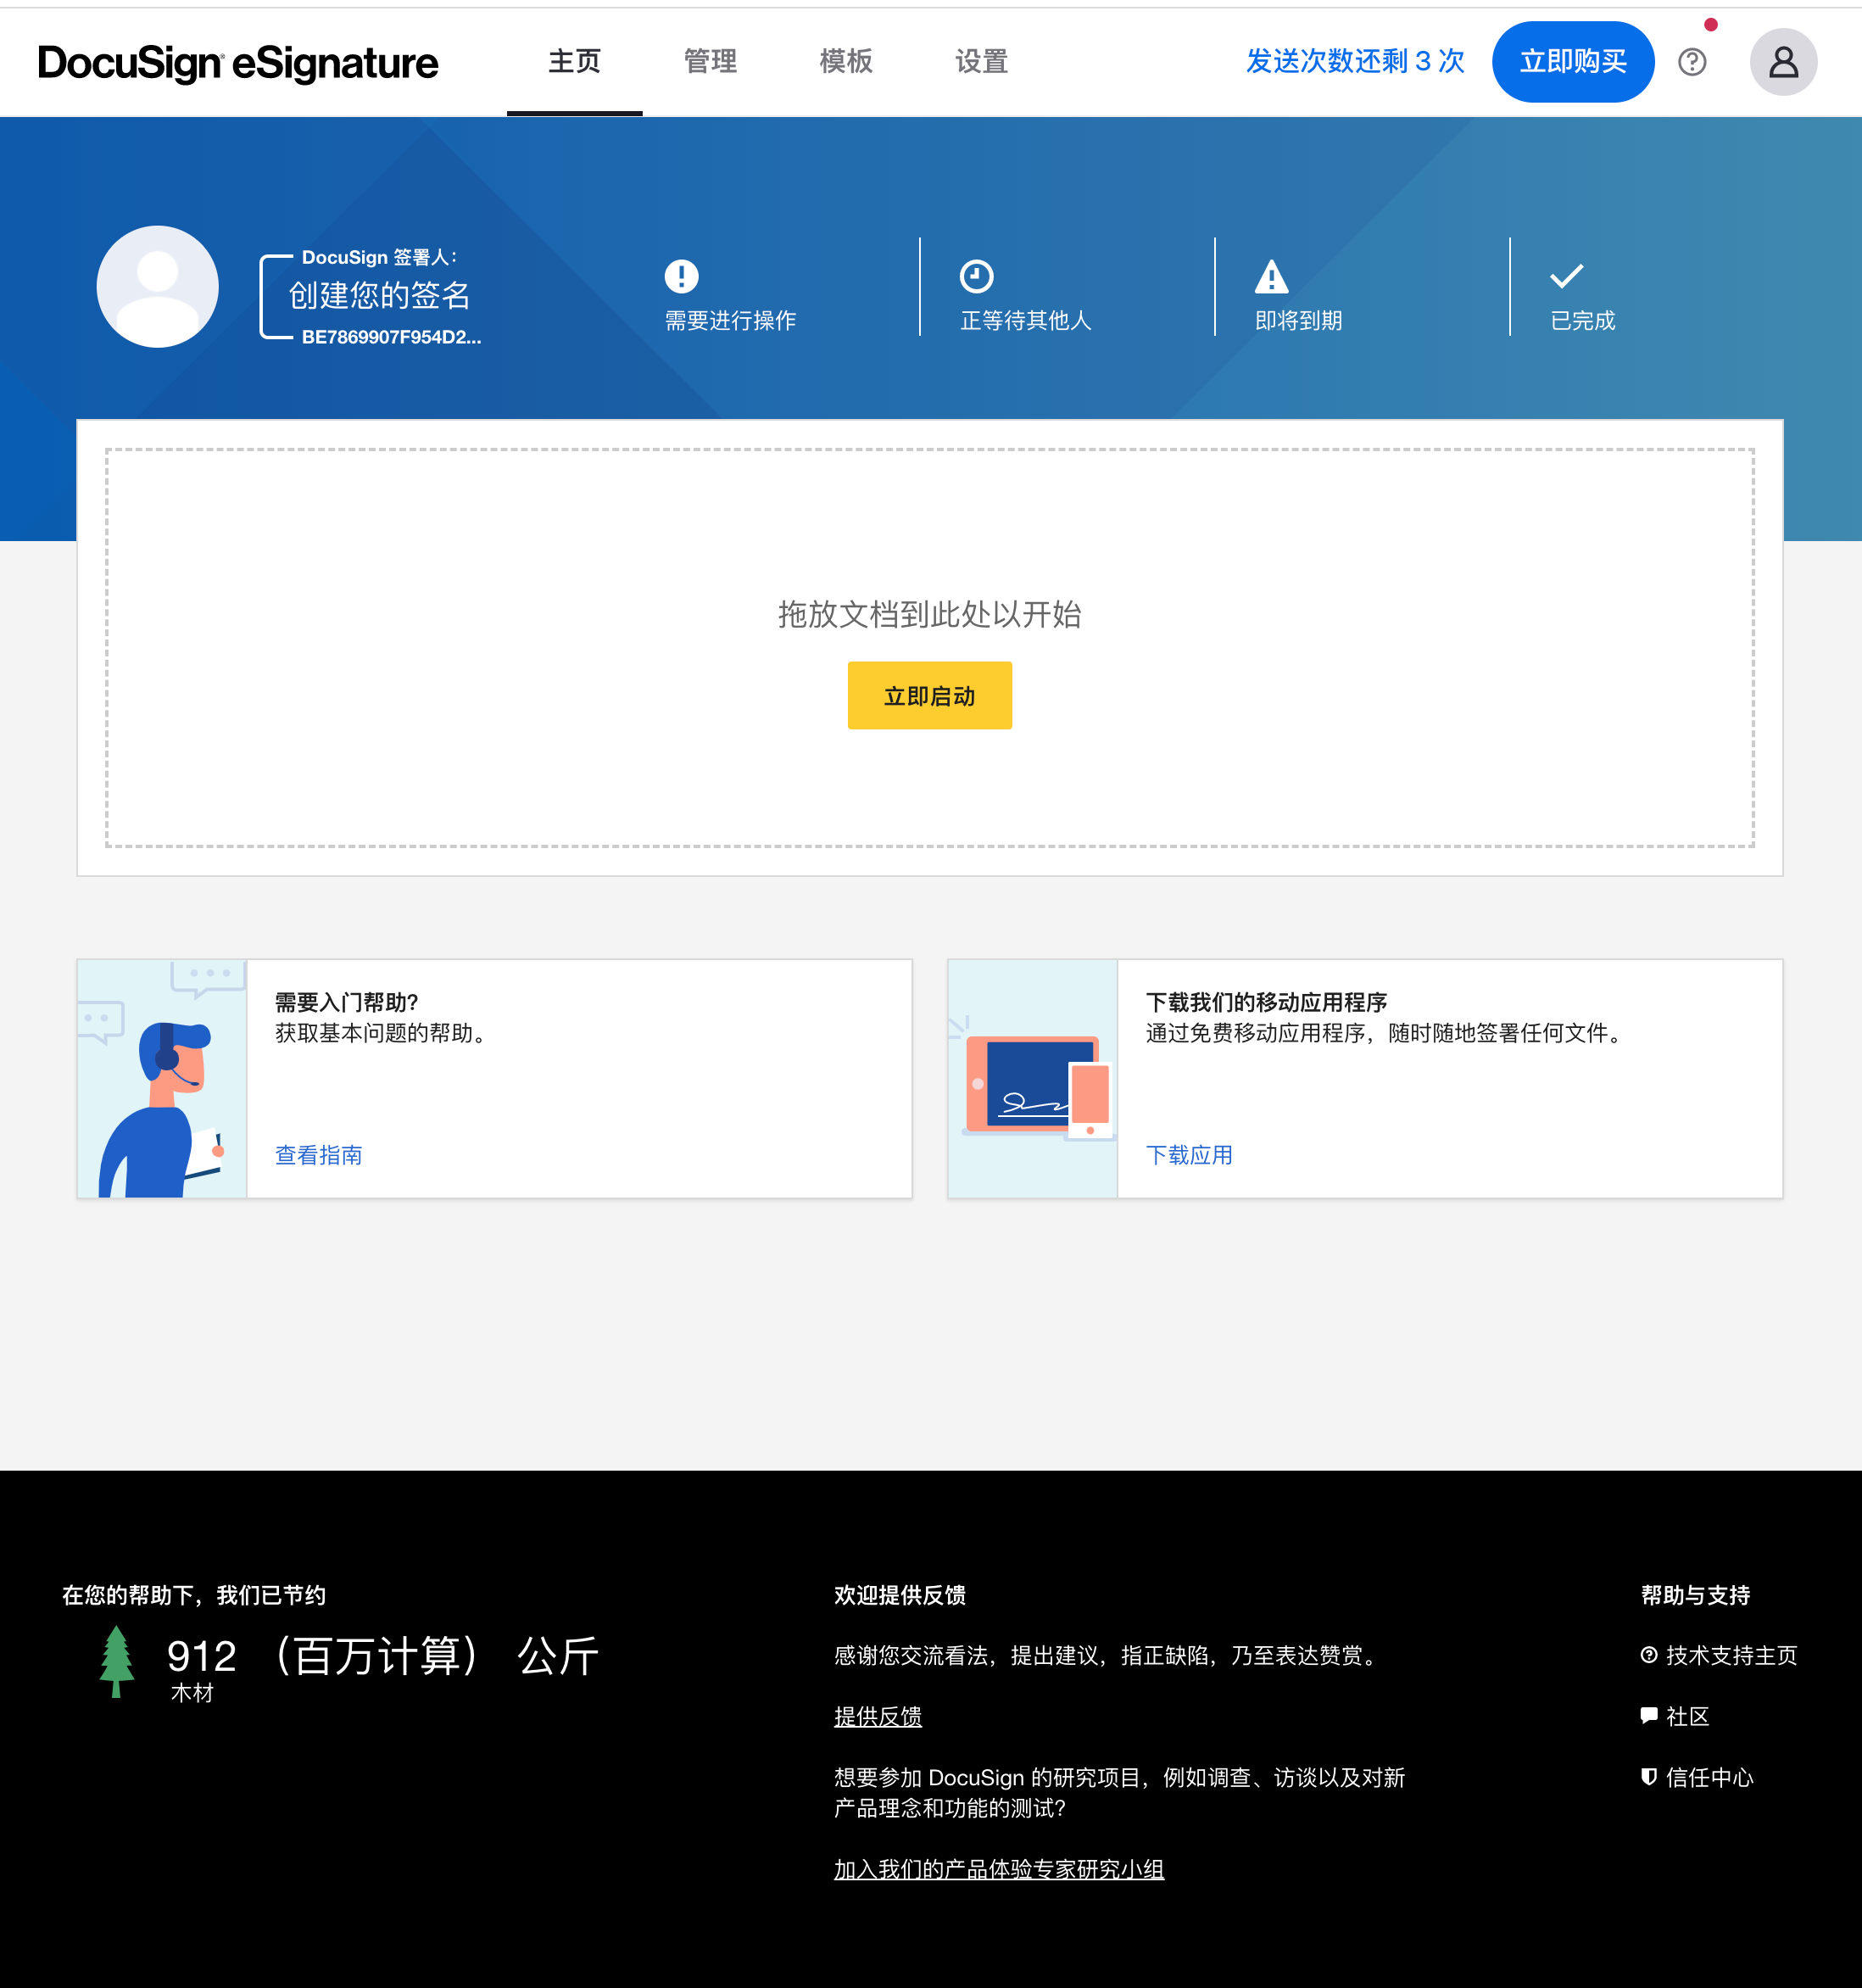 DocuSign® eSignature
主页
管理
模板
设置
发送次数还剩 3 次
立即购买
DocuSign 签署人：
创建您的签名
BE7869907F954D2...
需要进行操作
正等待其他人
即将到期
已完成
拖放文档到此处以开始
立即启动
需要入门帮助?
获取基本问题的帮助。
查看指南
下载我们的移动应用程序
通过免费移动应用程序，随时随地签署任何文件。
下载应用
在您的帮助下，我们已节约
912 （百万计算） 公斤
木材
欢迎提供反馈
感谢您交流看法，提出建议，指正缺陷，乃至表达赞赏。
提供反馈
想要参加 DocuSign 的研究项目，例如调查、访谈以及对新
产品理念和功能的测试?
加入我们的产品体验专家研究小组
帮助与支持
技术支持主页
社区
信任中心